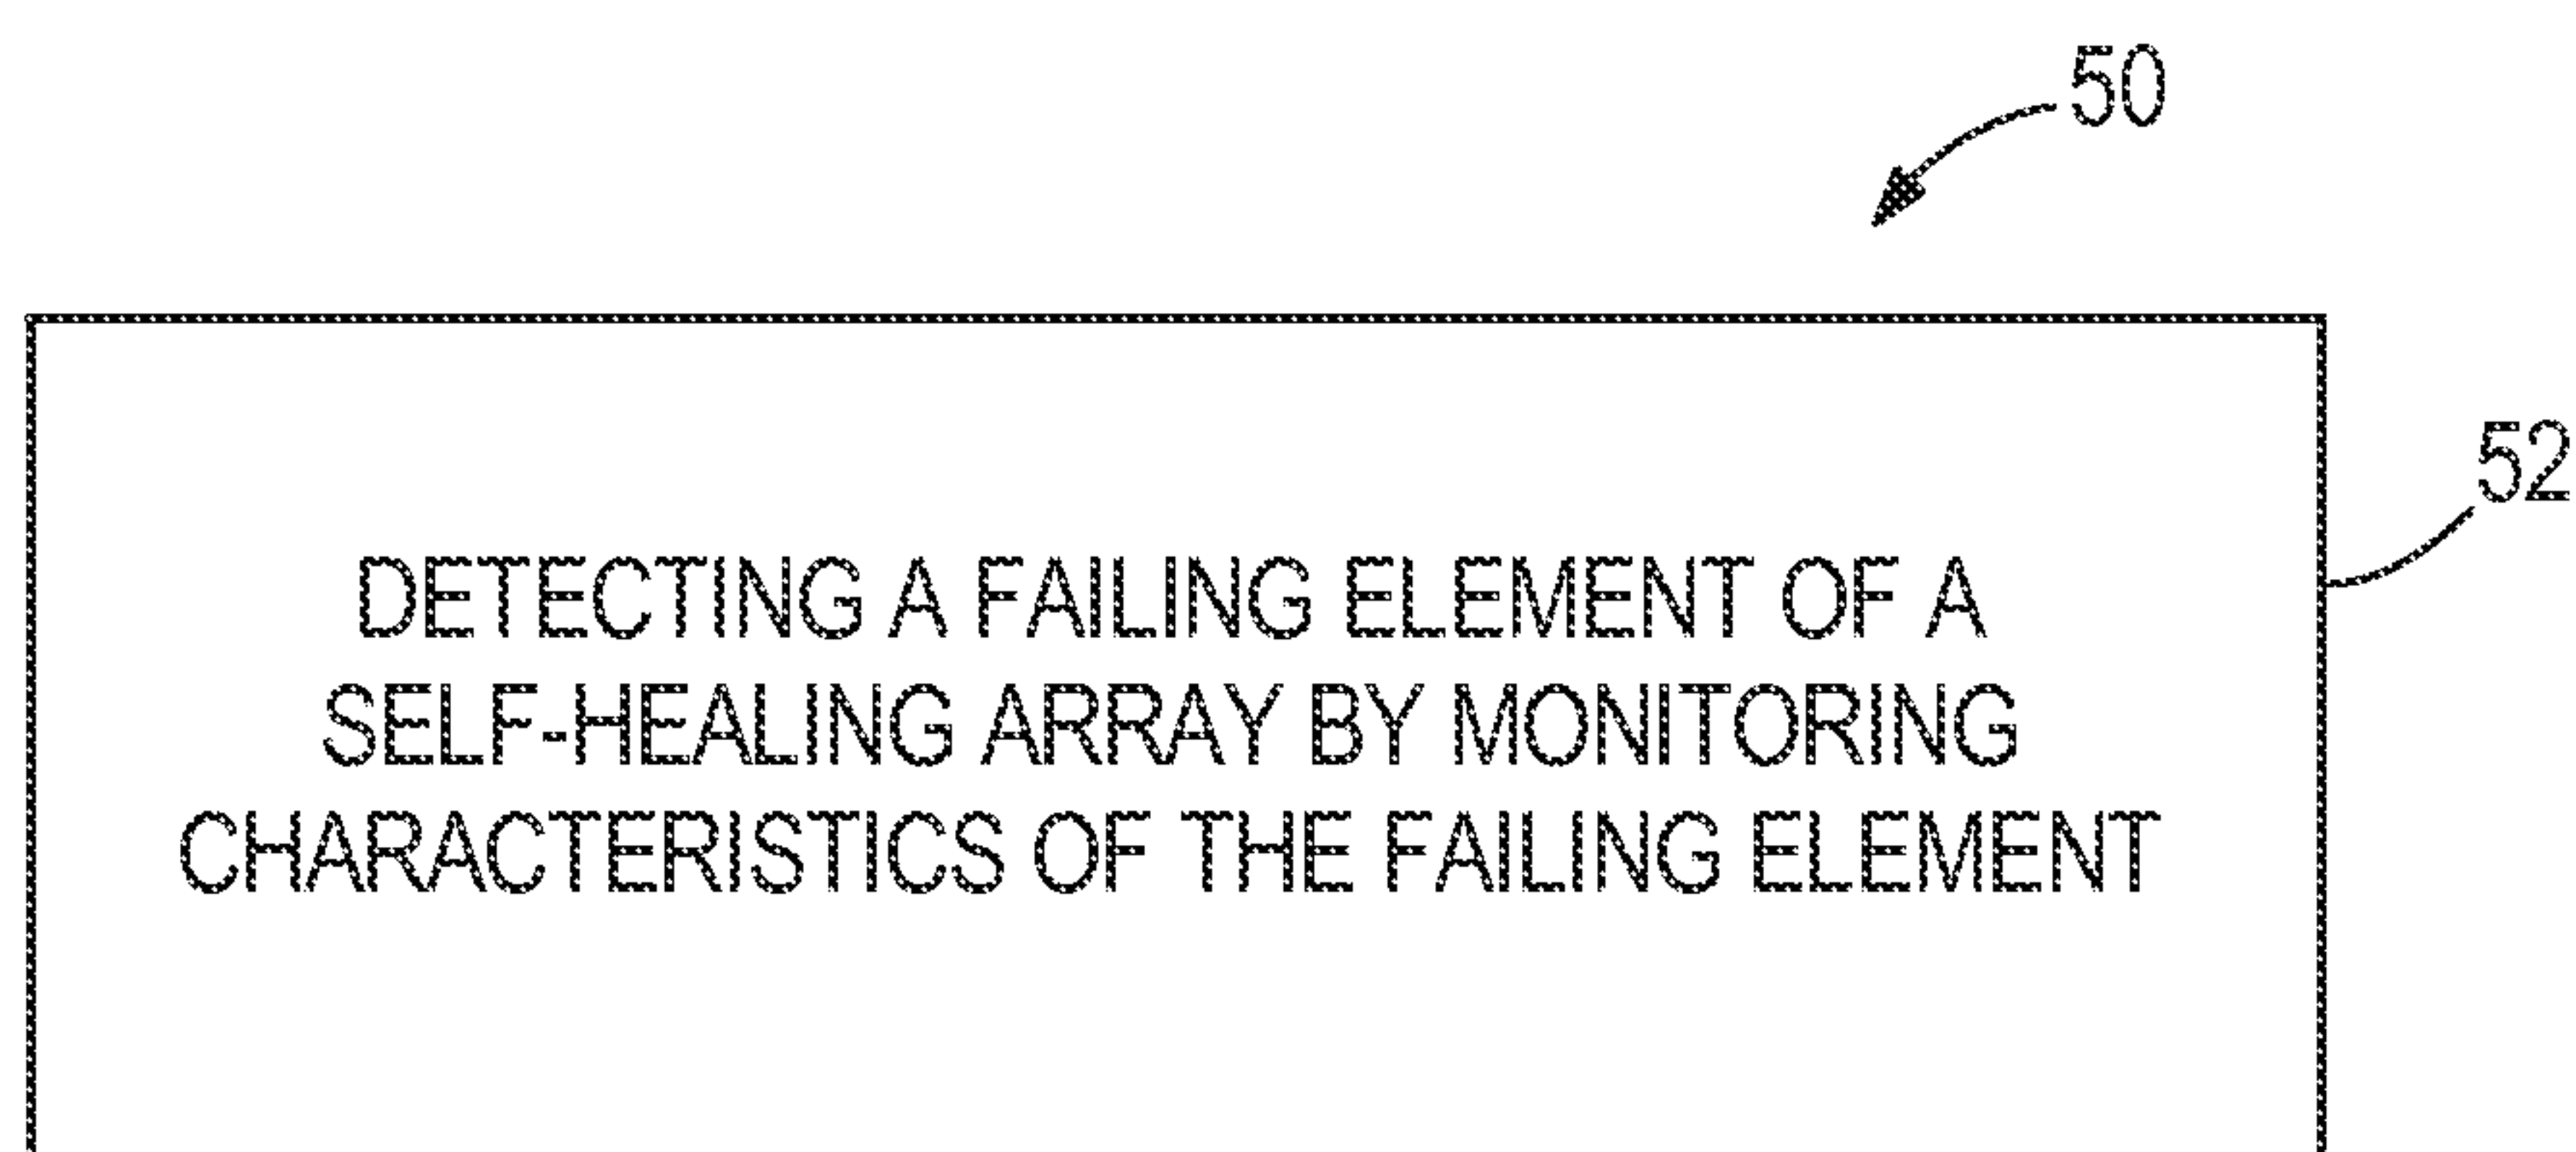 50
52
DETECTING A FAILING ELEMENT OF A
SELF-HEALING ARRAY BY MONITORING
CHARACTERISTICS OF THE FAILING ELEMENT